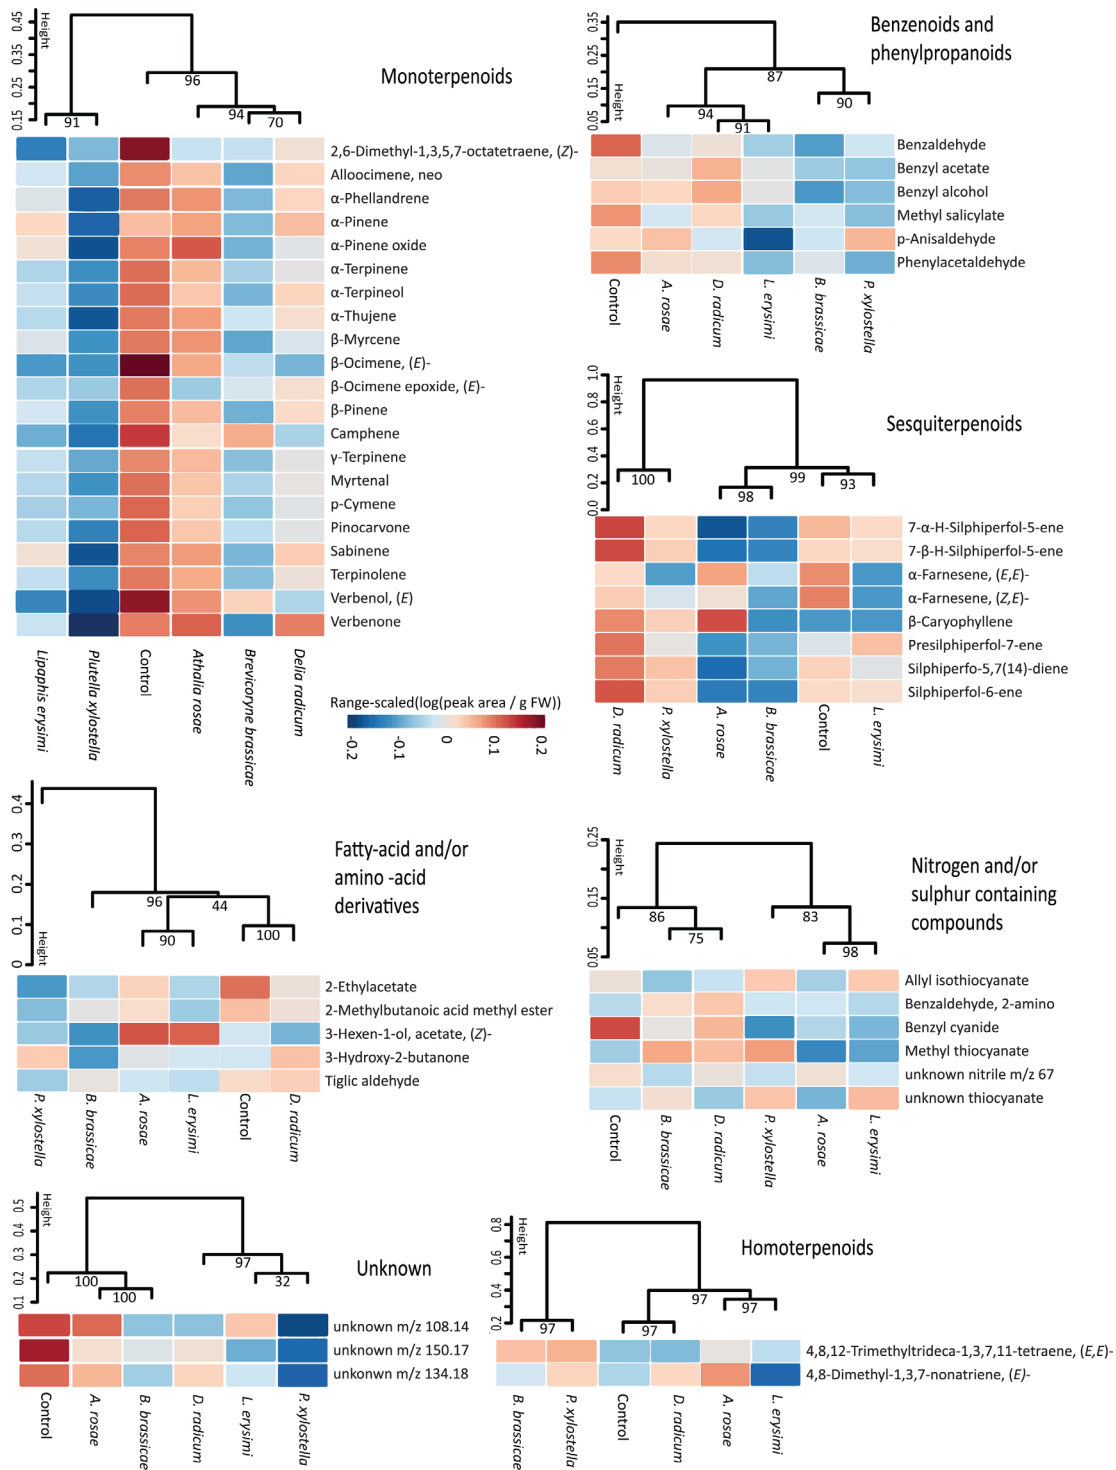 Monoterpenoids
Height
0.45
0.35
0.25
0.15
91
96
94
70
2,6-Dimethyl-1,3,5,7-octatetraene, (Z)-
Alloocimene, neo
α-Phellandrene
α-Pinene
α-Pinene oxide
α-Terpinene
α-Terpineol
α-Thujene
β-Myrcene
β-Ocimene, (E)-
β-Ocimene epoxide, (E)-
β-Pinene
Camphene
γ-Terpinene
Myrtenal
p-Cymene
Pinocarvone
Sabinene
Terpinolene
Verbenol, (E)
Verbenone
Lipaphis erysimi
Plutella xylostella
Control
Athalia rosae
Brevicoryne brassicae
Delia radicum
Range-scaled(log(peak area / g FW))
-0.2
-0.1
0
0.1
0.2
Benzenoids and
phenylpropanoids
Height
0.35
0.25
0.15
0.05
87
94
91
90
Benzaldehyde
Benzyl acetate
Benzyl alcohol
Methyl salicylate
p-Anisaldehyde
Phenylacetaldehyde
Control
A. rosae
D. radicum
L. erysimi
B. brassicae
P. xylostella
Sesquiterpenoids
Height
1.0
0.8
0.6
0.4
0.2
0.0
100
99
98
93
7-α-H-Silphiperfol-5-ene
7-β-H-Silphiperfol-5-ene
α-Farnesene, (E,E)-
α-Farnesene, (Z,E)-
β-Caryophyllene
Presilphiperfol-7-ene
Silphiperfo-5,7(14)-diene
Silphiperfol-6-ene
D. radicum
P. xylostella
A. rosae
B. brassicae
Control
L. erysimi
Fatty-acid and/or
amino -acid
derivatives
Height
0.4
0.3
0.2
0.1
0
96
44
90
100
2-Ethylacetate
2-Methylbutanoic acid methyl ester
3-Hexen-1-ol, acetate, (Z)-
3-Hydroxy-2-butanone
Tiglic aldehyde
P. xylostella
B. brassicae
A. rosae
L. erysimi
Control
D. radicum
Nitrogen and/or
sulphur containing
compounds
Height
0.25
0.15
0.05
86
75
83
98
Allyl isothiocyanate
Benzaldehyde, 2-amino
Benzyl cyanide
Methyl thiocyanate
unknown nitrile m/z 67
unknown thiocyanate
Control
B. brassicae
D. radicum
P. xylostella
A. rosae
L. erysimi
Unknown
Height
0.5
0.4
0.3
0.2
0.1
100
100
97
32
unknown m/z 108.14
unknown m/z 150.17
unkonwn m/z 134.18
Control
A. rosae
B. brassicae
D. radicum
L. erysimi
P. xylostella
Homoterpenoids
Height
0.8
0.6
0.4
0.2
97
97
97
97
4,8,12-Trimethyltrideca-1,3,7,11-tetraene, (E,E)-
4,8-Dimethyl-1,3,7-nonatriene, (E)-
B. brassicae
P. xylostella
Control
D. radicum
A. rosae
L. erysimi